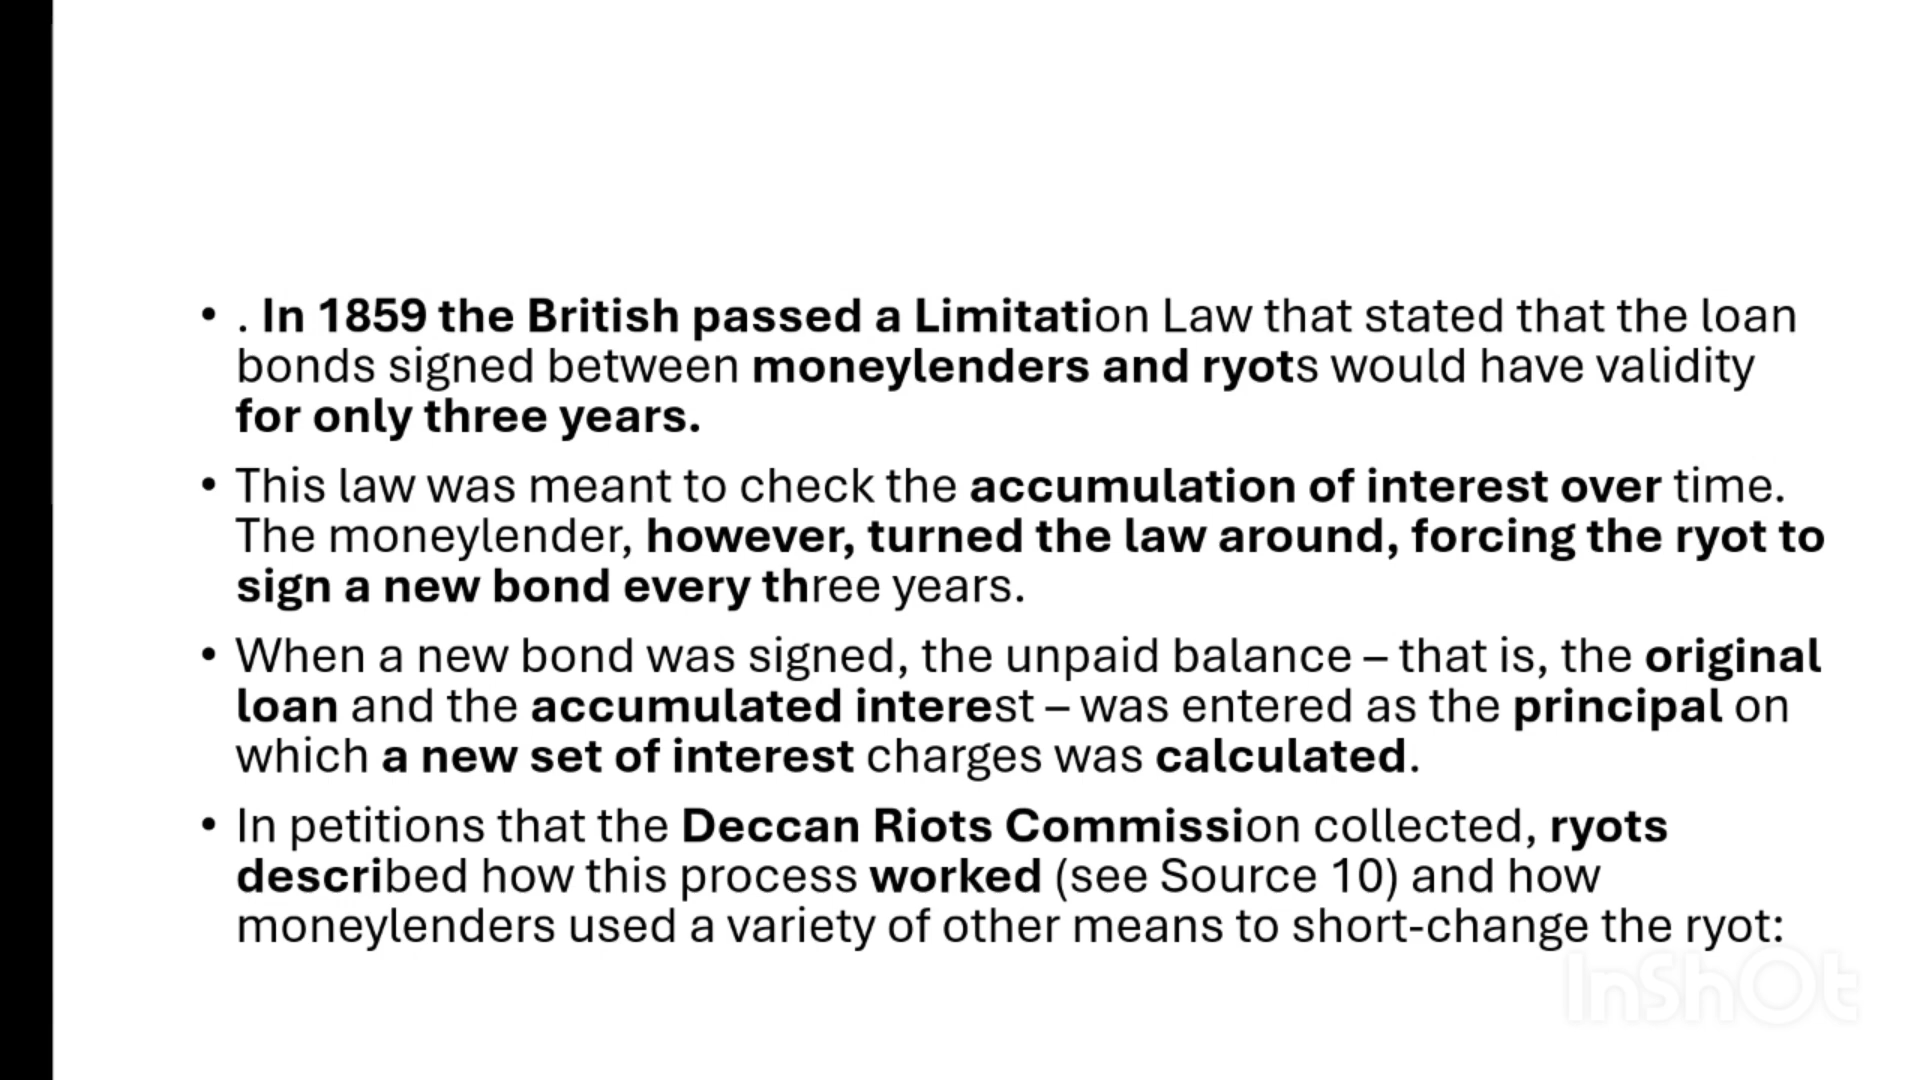 • . In 1859 the British passed a Limitation Law that stated that the loan
bonds signed between moneylenders and ryots would have validity
for only three years.
• This law was meant to check the accumulation of interest over time.
The moneylender, however, turned the law around, forcing the ryot to
sign a new bond every three years.
• When a new bond was signed, the unpaid balance – that is, the original
loan and the accumulated interest – was entered as the principal on
which a new set of interest charges was calculated.
• In petitions that the Deccan Riots Commission collected, ryots
described how this process worked (see Source 10) and how
moneylenders used a variety of other means to short-change the ryot:
InShOt